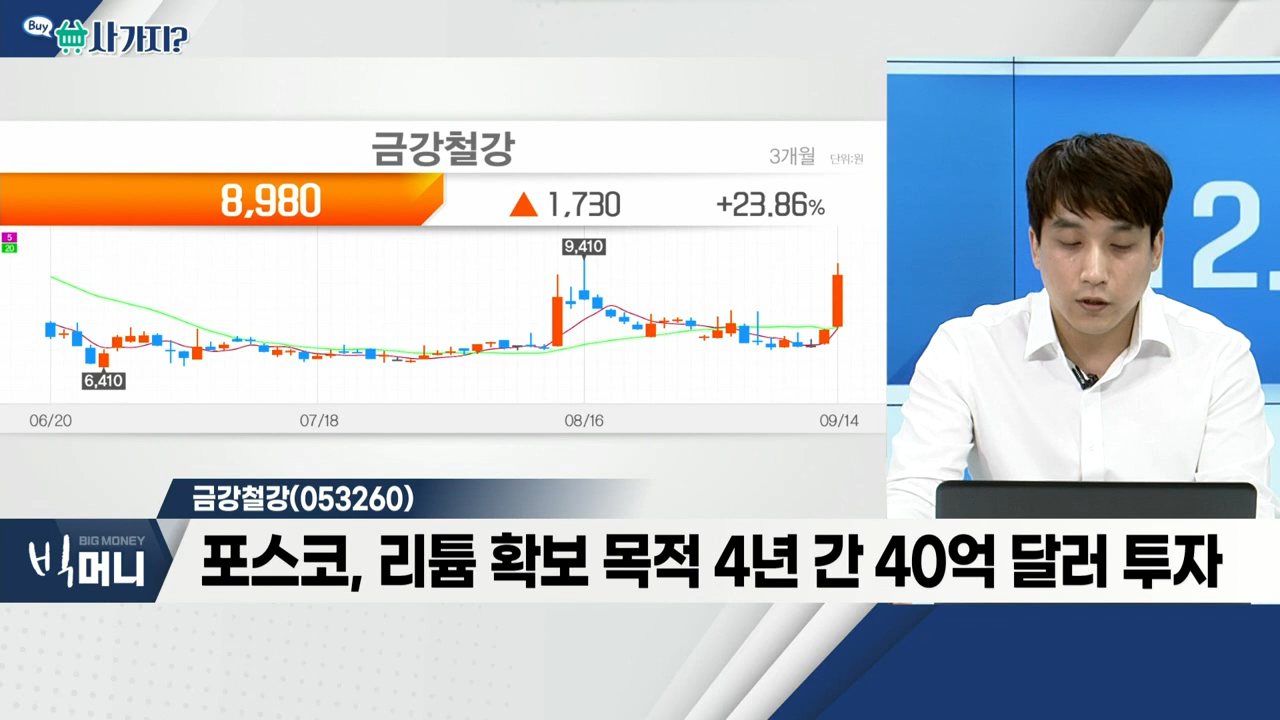 Buy
사가지?
금강철강
3개월 단위:원
8,980 ▲ 1,730 +23.86%
5
20
9,410
6,410
06/20 07/18 08/16 09/14
12.
금강철강(053260)
BIG MONEY
빅머니
포스코, 리튬 확보 목적 4년 간 40억 달러 투자